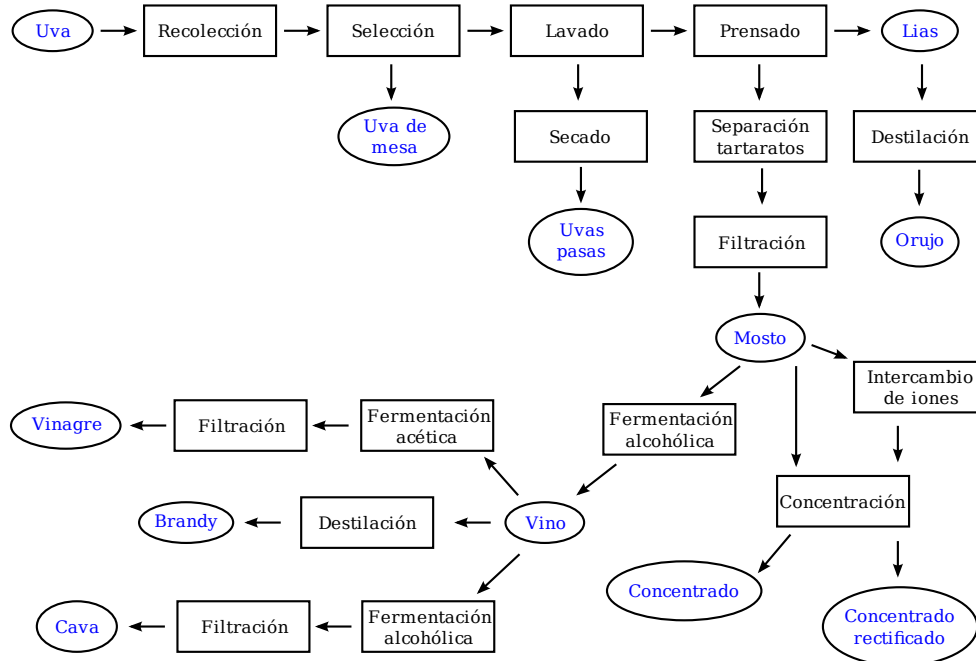 Uva
Recolección
Selección
Lavado
Prensado
Lias
Uva de
mesa
Secado
Separación
tartaratos
Destilación
Uvas
pasas
Filtración
Orujo
Mosto
Intercambio
de iones
Vinagre
Filtración
Fermentación
acética
Fermentación
alcohólica
Concentración
Brandy
Destilación
Vino
Concentrado
Cava
Filtración
Fermentación
alcohólica
Concentrado
rectificado